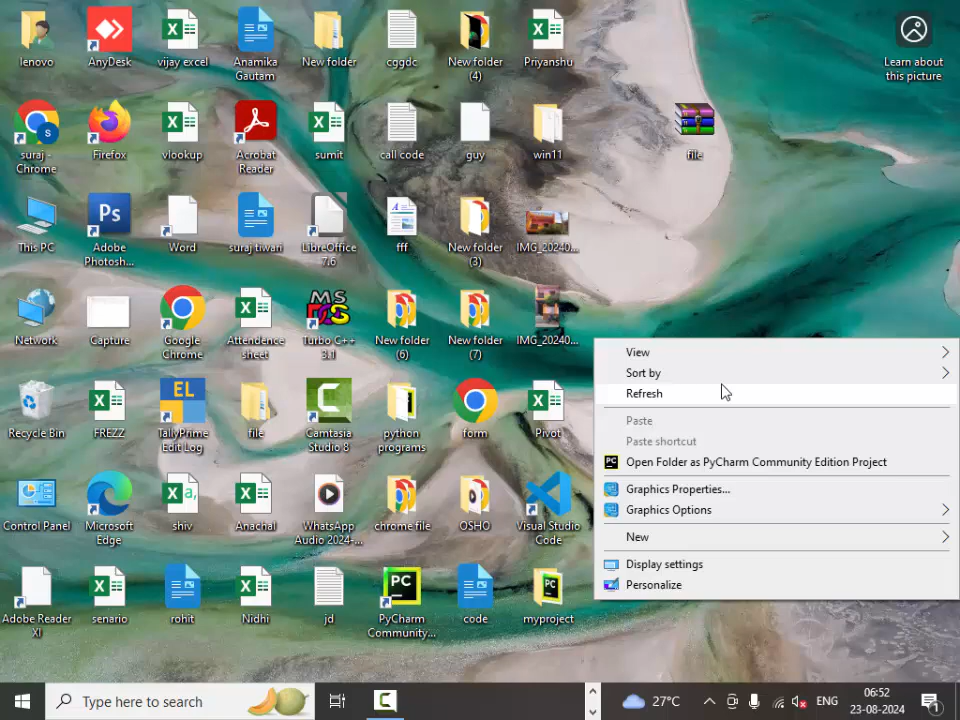 lenovo
AnyDesk
vijay excel
Anamika
Gautam
New folder
cggdc
New folder
(4)
Priyanshu
Learn about
this picture
suraj -
Chrome
Firefox
vlookup
Acrobat
Reader
sumit
call code
guy
win11
file
This PC
Adobe
Photosh...
Word
suraj tiwari
LibreOffice
7.6
fff
New folder
(3)
IMG_20240...
Network
Capture
Google
Chrome
Attendence
sheet
Turbo C++
3.1
New folder
(6)
New folder
(7)
IMG_20240...
Recycle Bin
FREZZ
TallyPrime
Edit Log
file
Camtasia
Studio 8
python
programs
form
Pivot
Control Panel
Microsoft
Edge
shiv
Anachal
WhatsApp
Audio 2024-...
chrome file
OSHO
Visual Studio
Code
Adobe Reader
XI
senario
rohit
Nidhi
jd
PyCharm
Community...
code
myproject
View
Sort by
Refresh
Paste
Paste shortcut
Open Folder as PyCharm Community Edition Project
Graphics Properties...
Graphics Options
New
Display settings
Personalize
Type here to search
27°C
ENG
06:52
23-08-2024
1